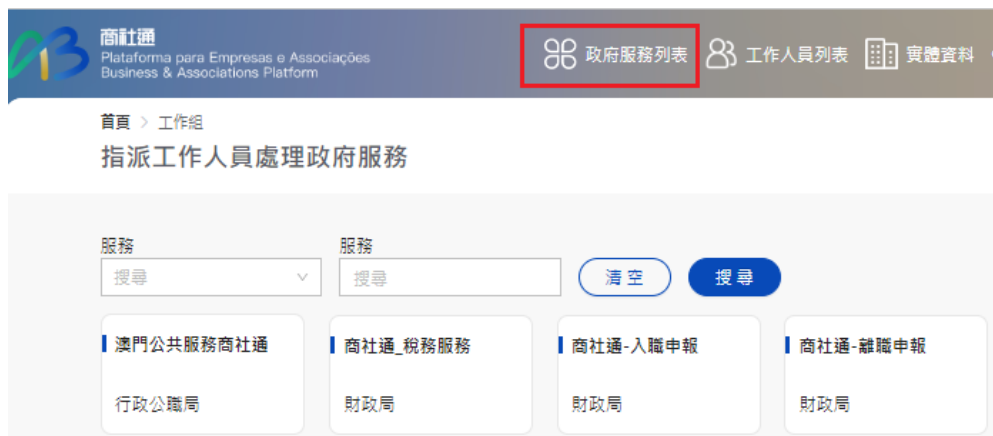 商社通
Plataforma para Empresas e Associações
Business & Associations Platform
政府服務列表
工作人員列表
實體資料
首頁 > 工作組
指派工作人員處理政府服務
服務
服務
搜尋
搜尋
清空
搜尋
澳門公共服務商社通
商社通_稅務服務
商社通-入職申報
商社通-離職申報
行政公職局
財政局
財政局
財政局